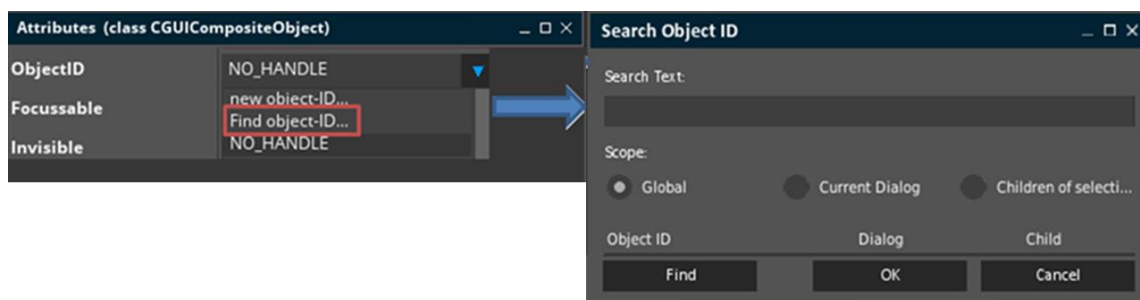 Attributes (class CGUICompositeObject)
ObjectID NO_HANDLE
new object-ID...
Focussable
Find object-ID...
Invisible NO_HANDLE
Search Object ID
Search Text:
Scope:
Global Current Dialog Children of selecti...
Object ID Dialog Child
Find OK Cancel